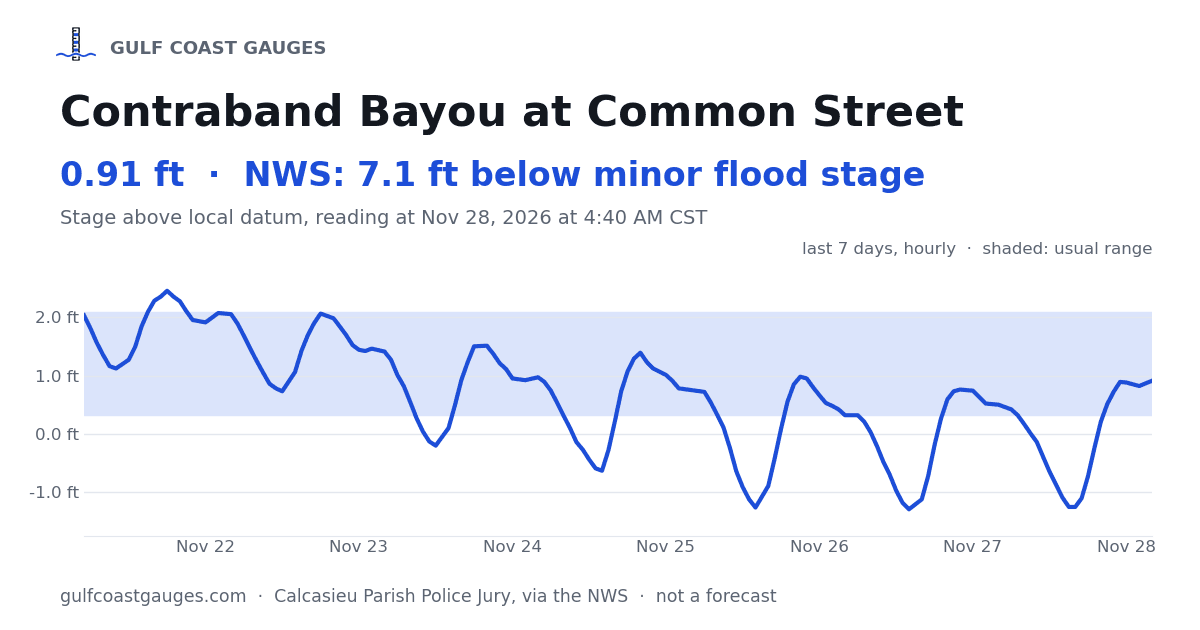 GULF COAST GAUGES
Contraband Bayou at Common Street
0.91 ft · NWS: 7.1 ft below minor flood stage
Stage above local datum, reading at Nov 28, 2026 at 4:40 AM CST
last 7 days, hourly · shaded: usual range
2.0 ft
1.0 ft
0.0 ft
-1.0 ft
Nov 22 Nov 23 Nov 24 Nov 25 Nov 26 Nov 27 Nov 28
gulfcoastgauges.com · Calcasieu Parish Police Jury, via the NWS · not a forecast